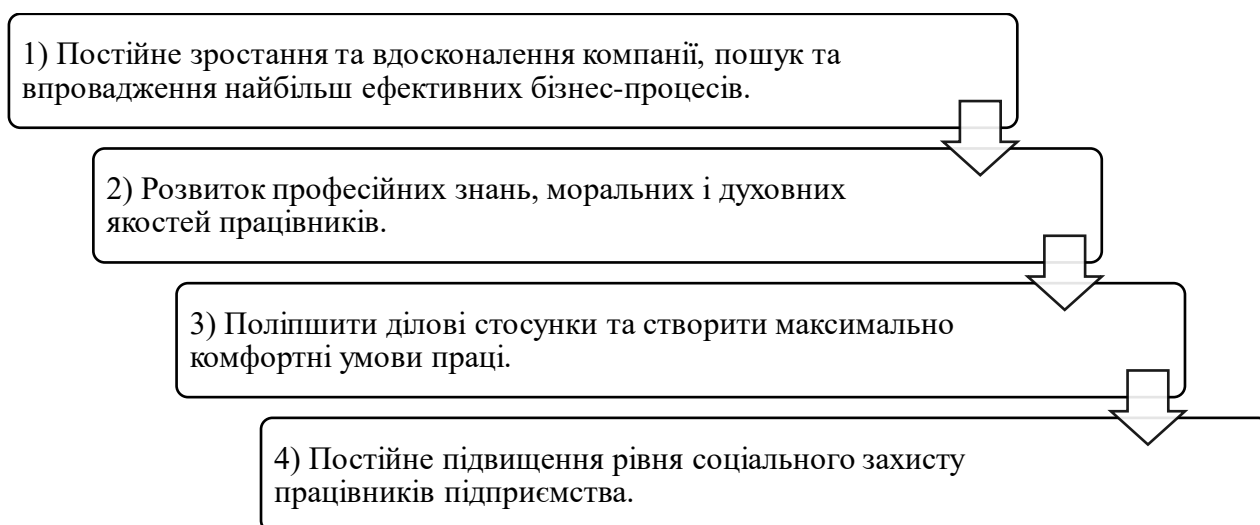 1) Постійне зростання та вдосконалення компанії, пошук та
впровадження найбільш ефективних бізнес-процесів.
2) Розвиток професійних знань, моральних і духовних
якостей працівників.
3) Поліпшити ділові стосунки та створити максимально
комфортні умови праці.
4) Постійне підвищення рівня соціального захисту
працівників підприємства.